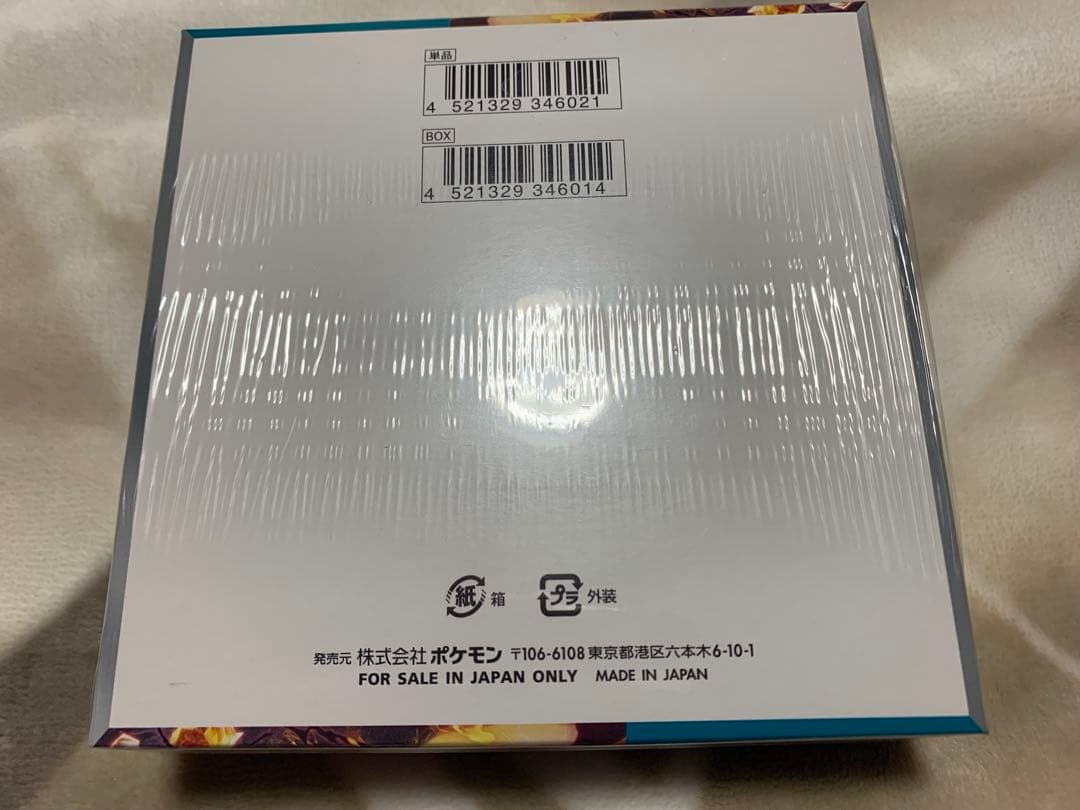 単品
4 521329 346021
BOX
4 521329 346014
紙 箱
プラ 外装
発売元 株式会社 ポケモン 〒106-6108 東京都港区六本木6-10-1
FOR SALE IN JAPAN ONLY MADE IN JAPAN